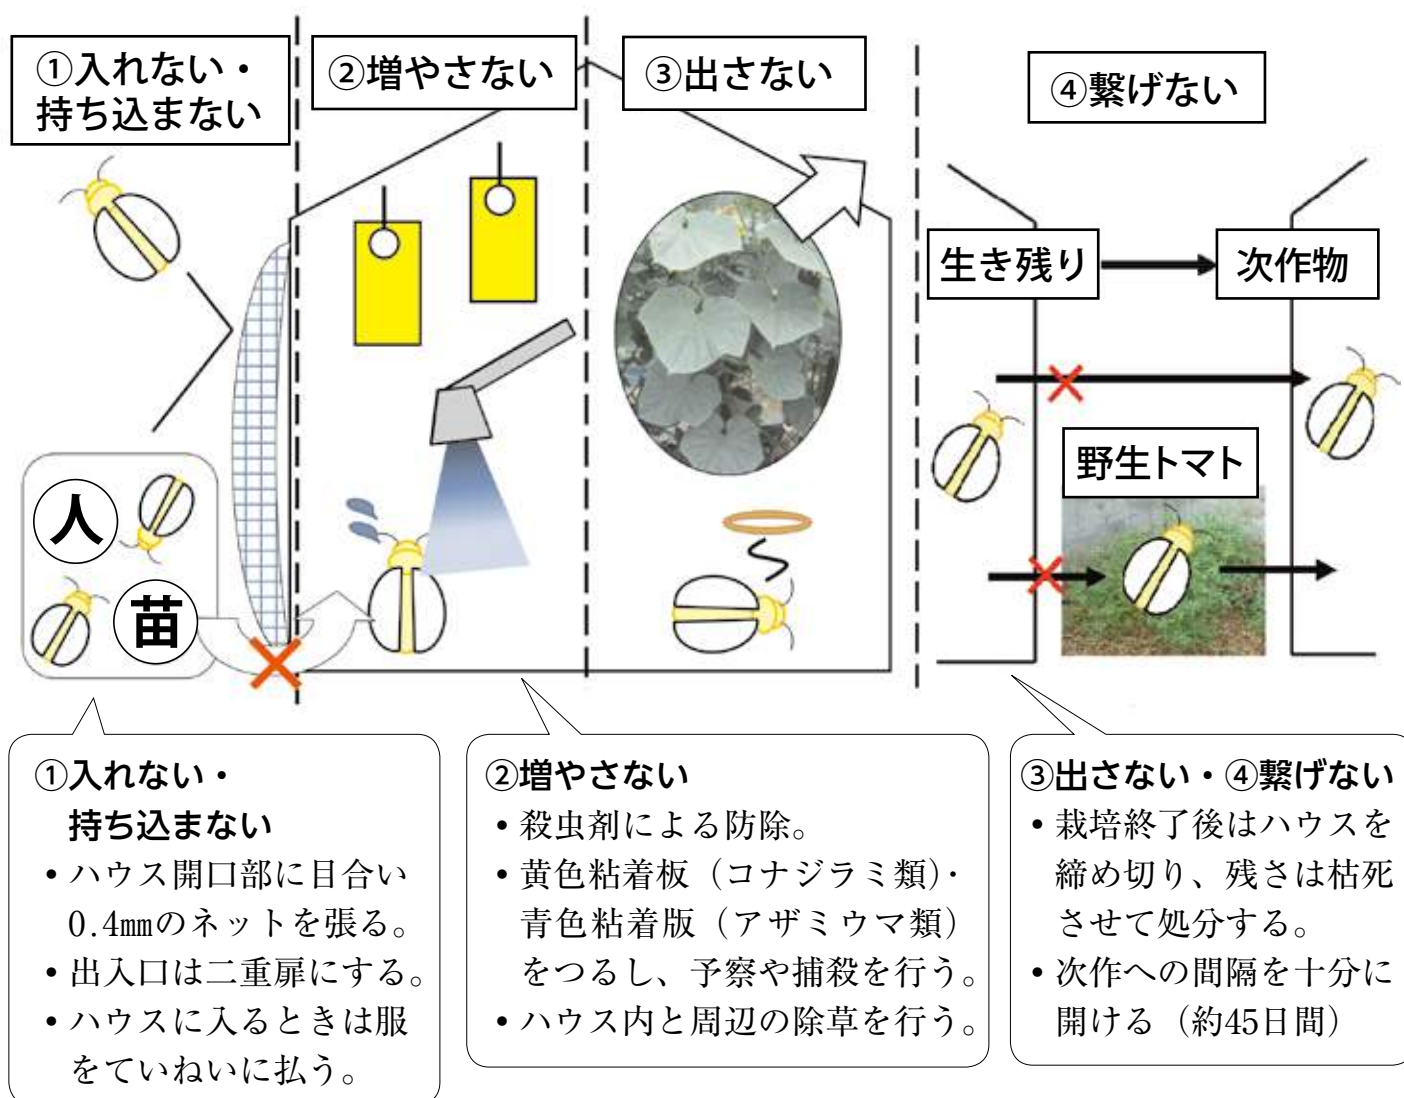 ①入れない・
持ち込まない
②増やさない
③出さない
④繋げない
生き残り
次作物
野生トマト
人
苗
①入れない・
持ち込まない
•ハウス開口部に目合い
0.4㎜のネットを張る。
•出入口は二重扉にする。
•ハウスに入るときは服
をていねいに払う。
②増やさない
•殺虫剤による防除。
•黄色粘着板（コナジラミ類）・
青色粘着版（アザミウマ類）
をつるし、予察や捕殺を行う。
•ハウス内と周辺の除草を行う。
③出さない・④繋げない
•栽培終了後はハウスを
締め切り、残さは枯死
させて処分する。
•次作への間隔を十分に
開ける（約45日間）